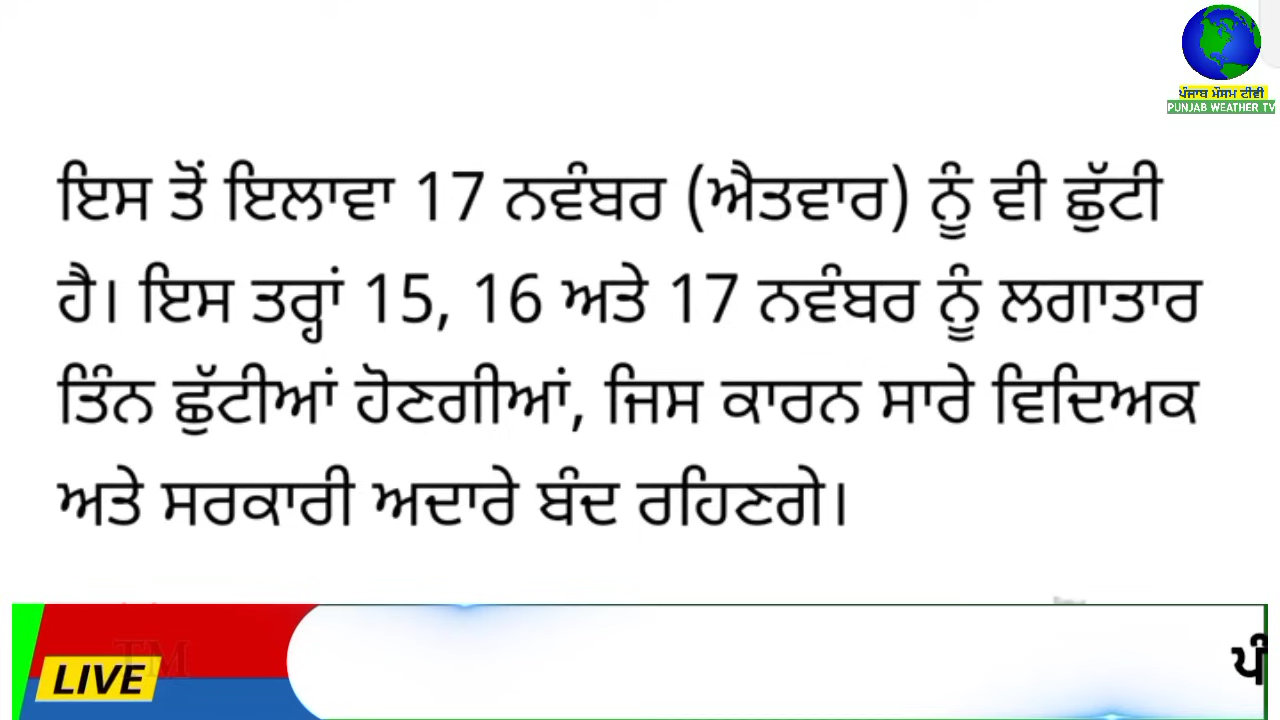 ਪੰਜਾਬ ਮੌਸਮ ਟੀਵੀ
PUNJAB WEATHER TV
ਇਸ ਤੋਂ ਇਲਾਵਾ 17 ਨਵੰਬਰ (ਐਤਵਾਰ) ਨੂੰ ਵੀ ਛੁੱਟੀ
ਹੈ। ਇਸ ਤਰ੍ਹਾਂ 15, 16 ਅਤੇ 17 ਨਵੰਬਰ ਨੂੰ ਲਗਾਤਾਰ
ਤਿੰਨ ਛੁੱਟੀਆਂ ਹੋਣਗੀਆਂ, ਜਿਸ ਕਾਰਨ ਸਾਰੇ ਵਿਦਿਅਕ
ਅਤੇ ਸਰਕਾਰੀ ਅਦਾਰੇ ਬੰਦ ਰਹਿਣਗੇ।
TM
LIVE